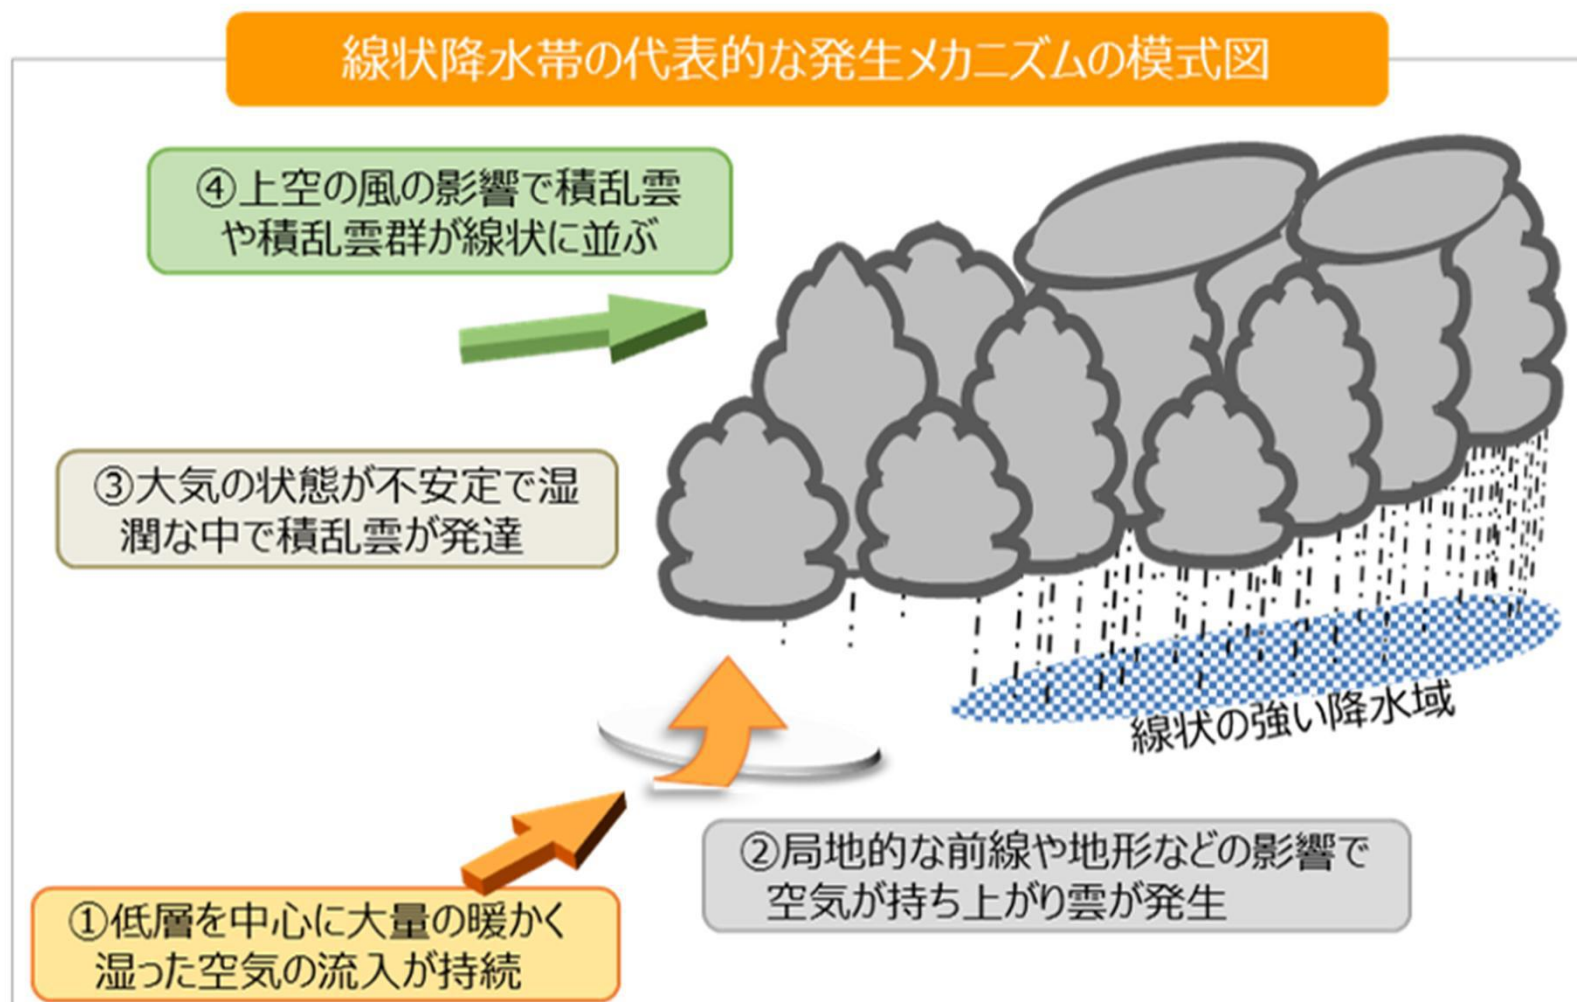 線状降水帯の代表的な発生メカニズムの模式図
④上空の風の影響で積乱雲
や積乱雲群が線状に並ぶ
③大気の状態が不安定で湿
潤な中で積乱雲が発達
線状の強い降水域
②局地的な前線や地形などの影響で
空気が持ち上がり雲が発生
①低層を中心に大量の暖かく
湿った空気の流入が持続